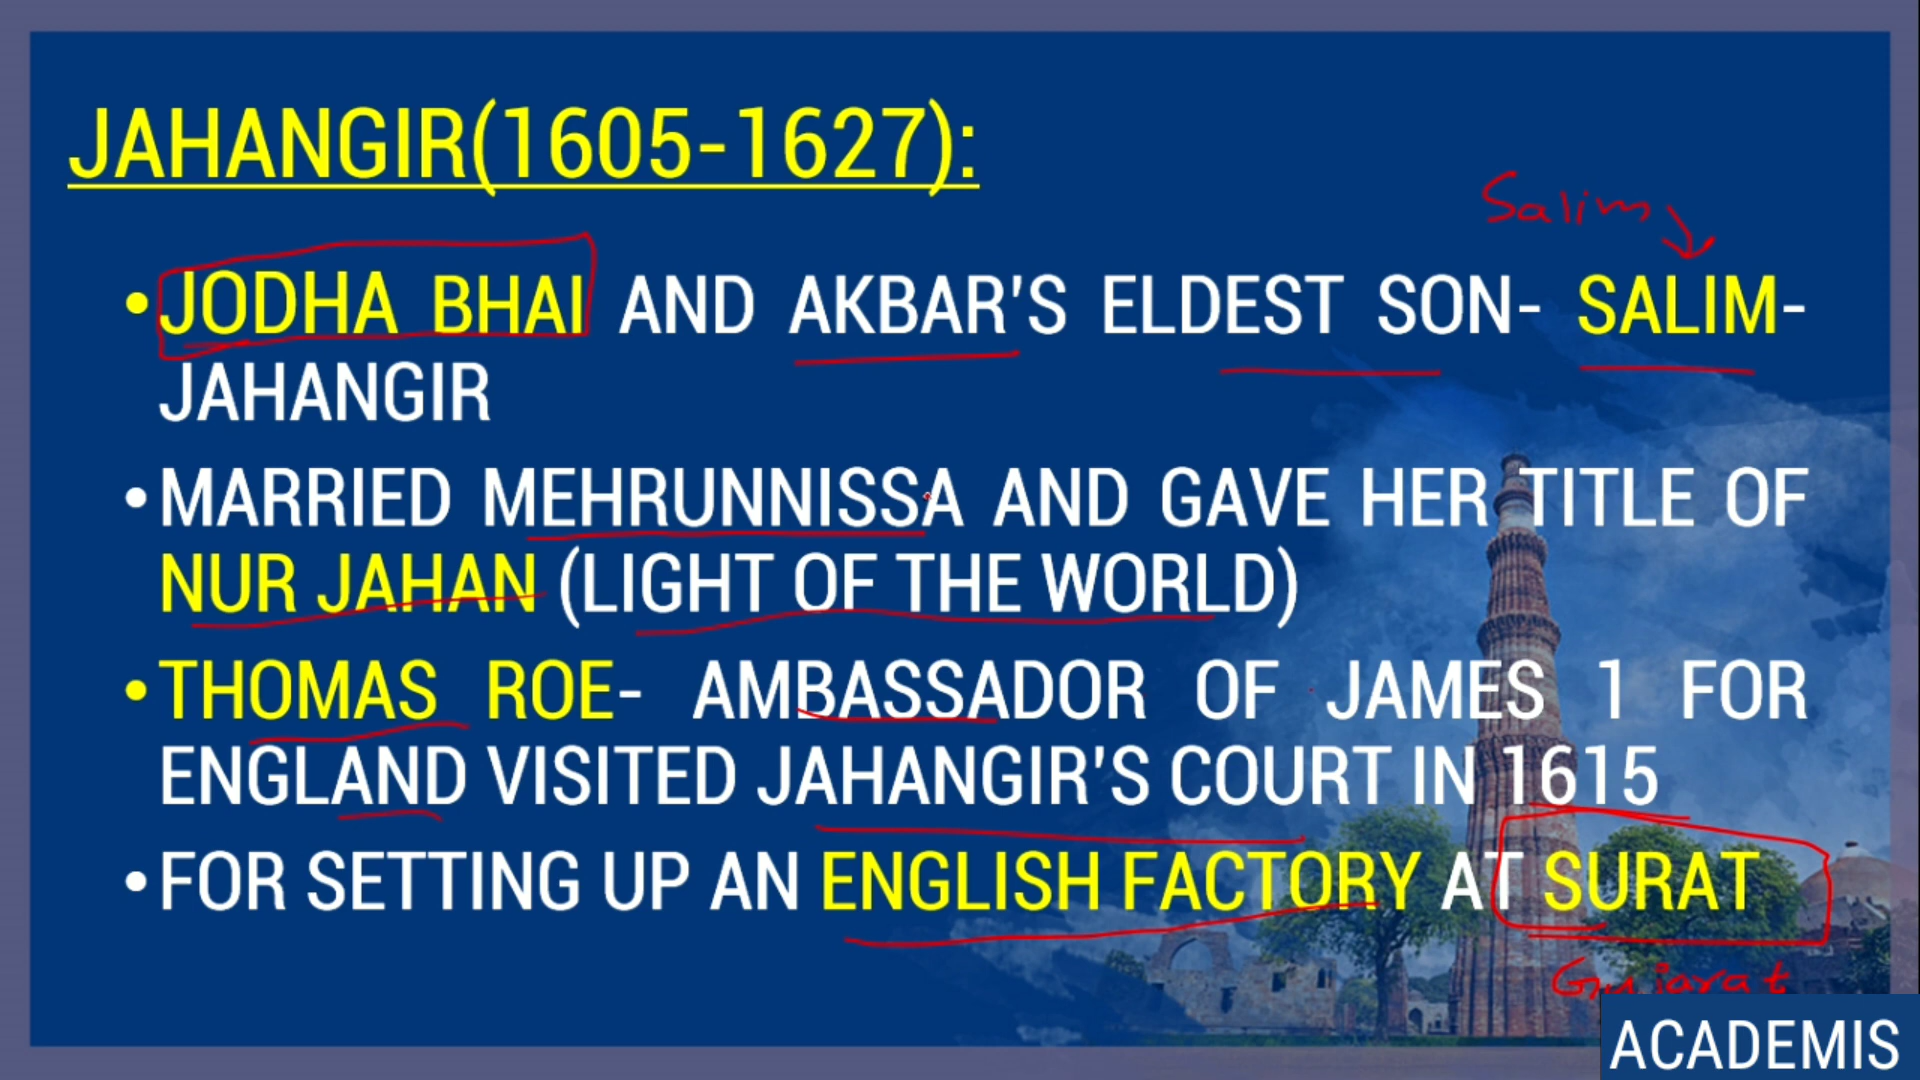 JAHANGIR(1605-1627):
Salim
•JODHA BHAI AND AKBAR'S ELDEST SON- SALIM-
JAHANGIR
•MARRIED MEHRUNNISSA AND GAVE HER TITLE OF
NUR JAHAN (LIGHT OF THE WORLD)
•THOMAS ROE- AMBASSADOR OF JAMES 1 FOR
ENGLAND VISITED JAHANGIR'S COURT IN 1615
•FOR SETTING UP AN ENGLISH FACTORY AT SURAT
Gujarat
ACADEMIS